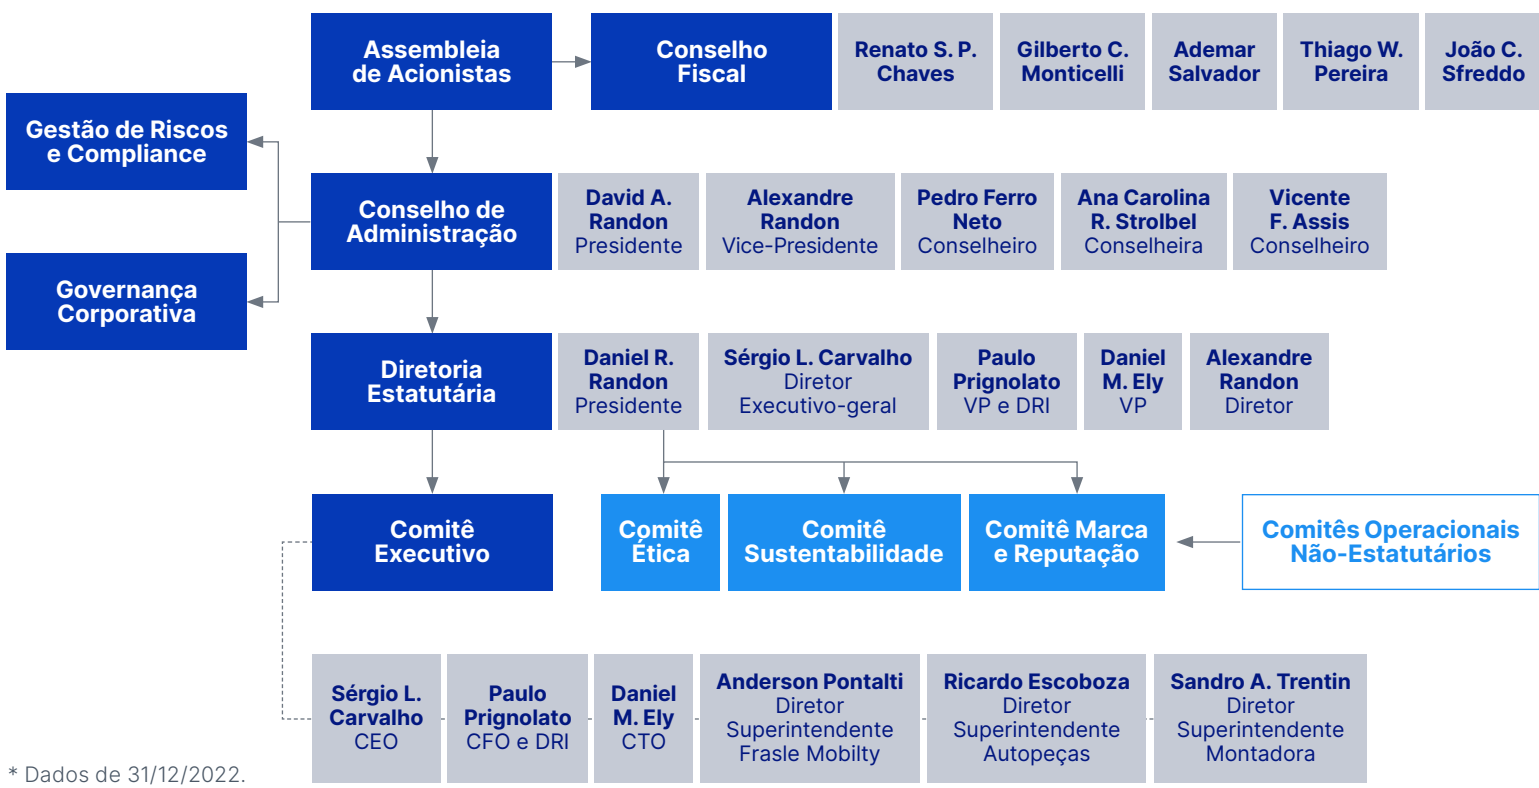 Assembleia
de Acionistas
Conselho
Fiscal
Renato S. P.
Chaves
Gilberto C.
Monticelli
Ademar
Salvador
Thiago W.
Pereira
João C.
Sfreddo
Gestão de Riscos
e Compliance
Conselho de
Administração
David A.
Randon
Presidente
Alexandre
Randon
Vice-Presidente
Pedro Ferro
Neto
Conselheiro
Ana Carolina
R. Strolbel
Conselheira
Vicente
F. Assis
Conselheiro
Governança
Corporativa
Diretoria
Estatutária
Daniel R.
Randon
Presidente
Sérgio L. Carvalho
Diretor
Executivo-geral
Paulo
Prignolato
VP e DRI
Daniel
M. Ely
VP
Alexandre
Randon
Diretor
Comitê
Executivo
Comitê
Ética
Comitê
Sustentabilidade
Comitê Marca
e Reputação
Comitês Operacionais
Não-Estatutários
Sérgio L.
Carvalho
CEO
Paulo
Prignolato
CFO e DRI
Daniel
M. Ely
CTO
Anderson Pontalti
Diretor
Superintendente
Frasle Mobilty
Ricardo Escoboza
Diretor
Superintendente
Autopeças
Sandro A. Trentin
Diretor
Superintendente
Montadora
* Dados de 31/12/2022.